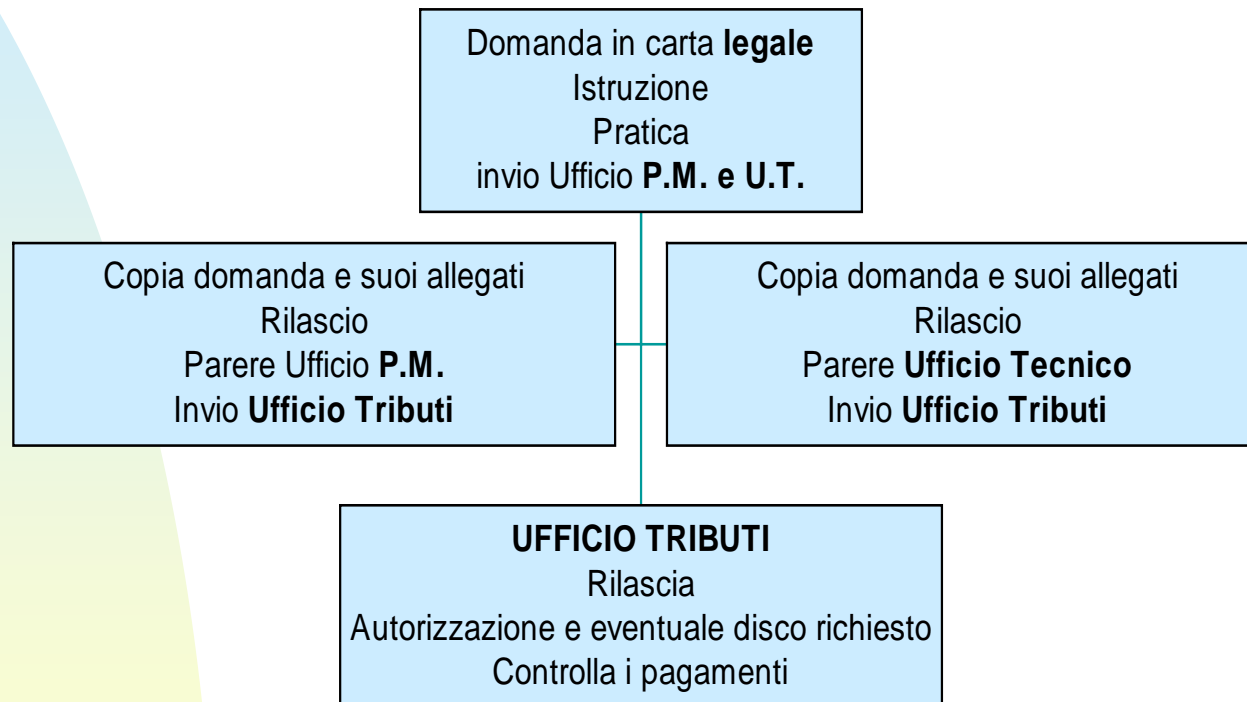 Domanda in carta legale
Istruzione
Pratica
invio Ufficio P.M. e U.T.
Copia domanda e suoi allegati
Rilascio
Parere Ufficio P.M.
Invio Ufficio Tributi
Copia domanda e suoi allegati
Rilascio
Parere Ufficio Tecnico
Invio Ufficio Tributi
UFFICIO TRIBUTI
Rilascia
Autorizzazione e eventuale disco richiesto
Controlla i pagamenti